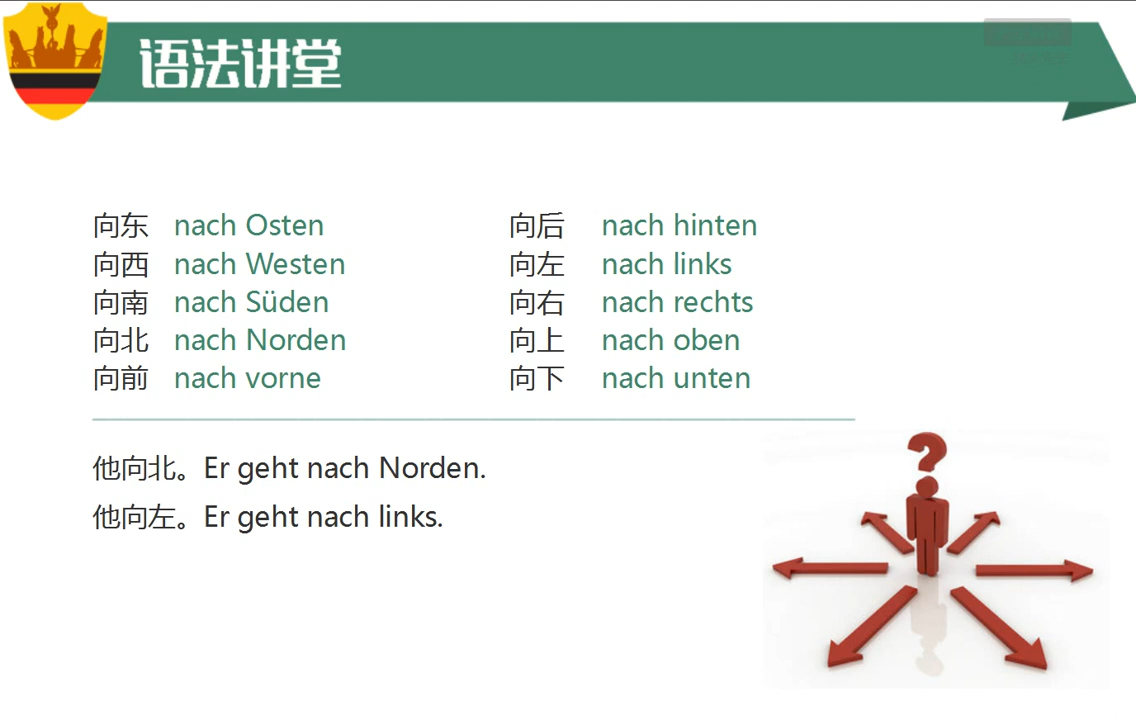 语法讲堂
向东 nach Osten
向西 nach Westen
向南 nach Süden
向北 nach Norden
向前 nach vorne
向后 nach hinten
向左 nach links
向右 nach rechts
向上 nach oben
向下 nach unten
他向北。Er geht nach Norden.
他向左。Er geht nach links.
?